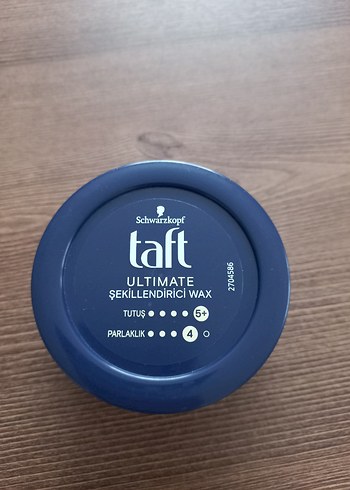 Schwarzkopf
taft
ULTIMATE
ŞEKİLLENDİRİCİ WAX
TUTUŞ 5+
PARLAKLIK 4
2704586